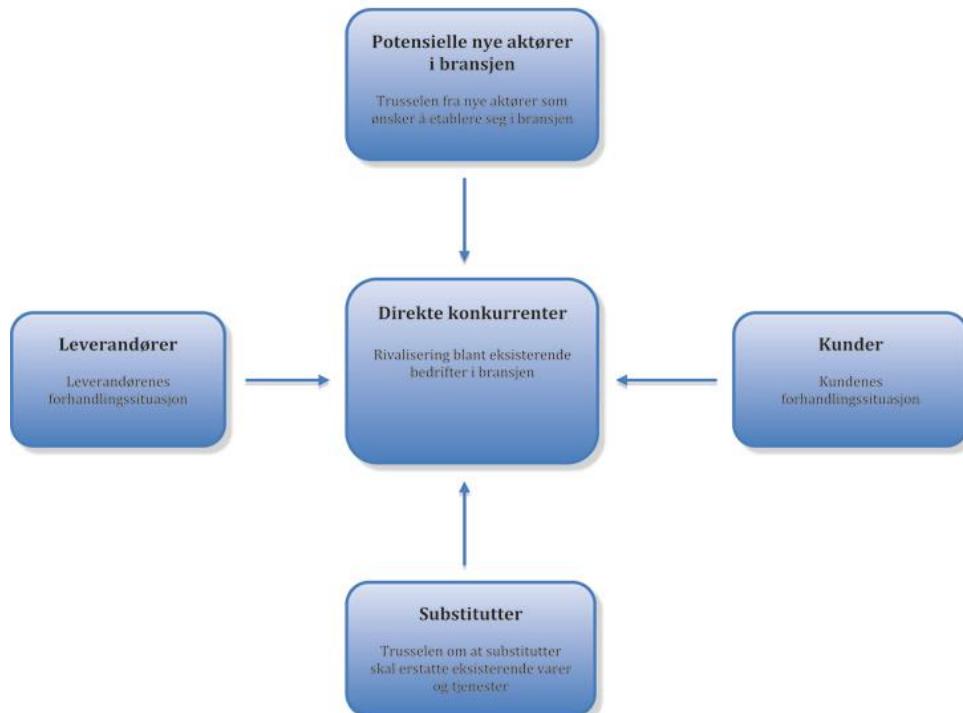 Potensielle nye aktører
i bransjen
Trusselen fra nye aktører som
ønsker å etablere seg i bransjen
Leverandører
Leverandørenes
forhandlingssituasjon
Direkte konkurrenter
Rivalisering blant eksisterende
bedrifter i bransjen
Kunder
Kundenes
forhandlingssituasjon
Substitutter
Trusselen om at substitutter
skal erstatte eksisterende varer
og tjenester